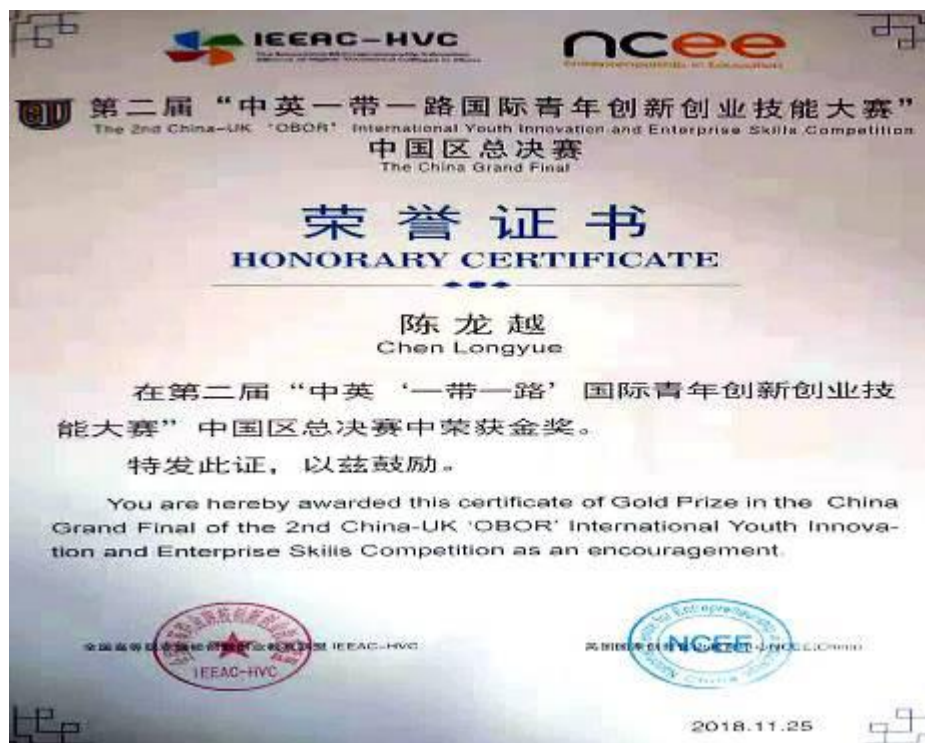 IEEAC-HVC
ncee
第二届“中英一带一路国际青年创新创业技能大赛”
The 2nd China-UK "OBOR" International Youth Innovation and Enterprise Skills Competition
中国区总决赛
The China Grand Final
荣誉证书
HONORARY CERTIFICATE
陈龙越
Chen Longyue
在第二届“中英‘一带一路’国际青年创新创业技
能大赛”中国区总决赛中荣获金奖。
特发此证，以兹鼓励。
You are hereby awarded this certificate of Gold Prize in the China
Grand Final of the 2nd China-UK 'OBOR' International Youth Innova-
tion and Enterprise Skills Competition as an encouragement.
IEEAC-HVC
IEEAC-HVC
NCEE
2018.11.25